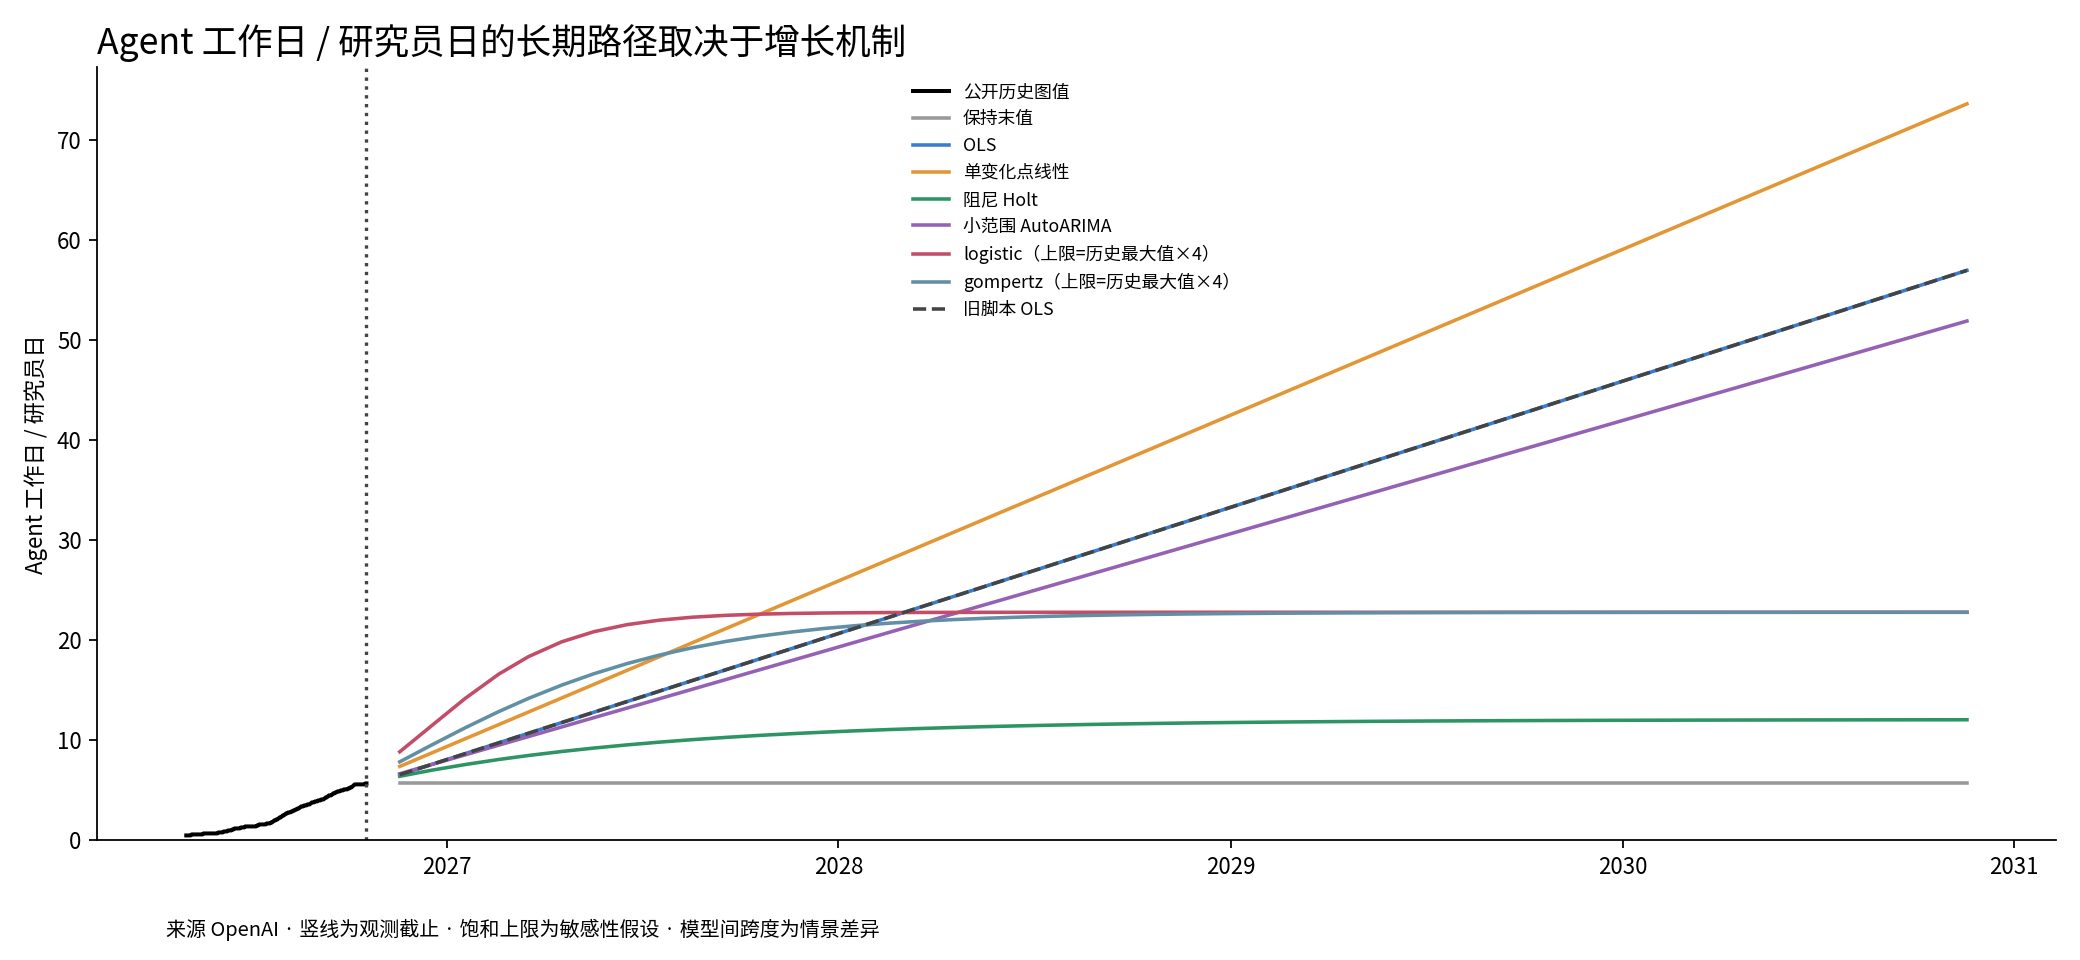 Agent 工作日 / 研究员日的长期路径取决于增长机制
公开历史图值
保持末值
OLS
单变化点线性
阻尼 Holt
小范围 AutoARIMA
logistic（上限=历史最大值×4）
gompertz（上限=历史最大值×4）
旧脚本 OLS
Agent 工作日 / 研究员日
70
60
50
40
30
20
10
0
2027
2028
2029
2030
2031
来源 OpenAI · 竖线为观测截止 · 饱和上限为敏感性假设 · 模型间跨度为情景差异